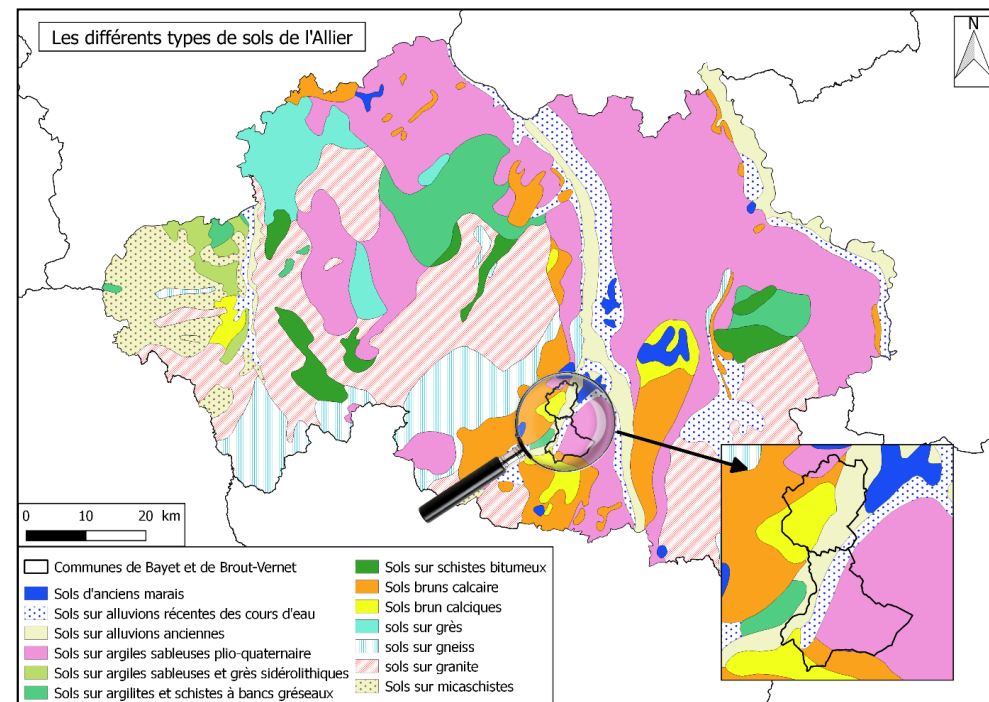 Les différents types de sols de l'Allier
N
0 10 20 km
Communes de Bayet et de Brout-Vernet
Sols d'anciens marais
Sols sur alluvions récentes des cours d'eau
Sols sur alluvions anciennes
Sols sur argiles sableuses plio-quaternaire
Sols sur argiles sableuses et grès sidérolithiques
Sols sur argilites et schistes à bancs gréseaux
Sols sur schistes bitumeux
Sols bruns calcaire
Sols brun calciques
sols sur grès
sols sur gneiss
sols sur granite
Sols sur micaschistes